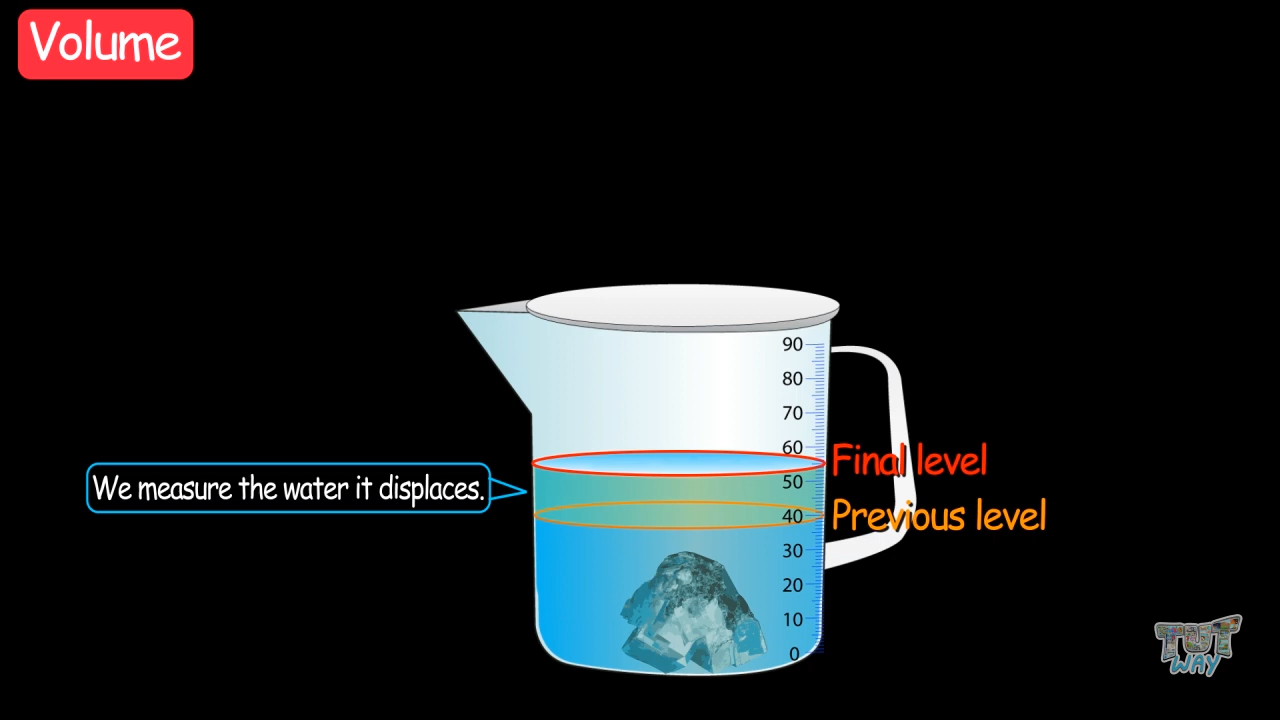 Volume
90
80
70
60
Final level
50
We measure the water it displaces.
40
Previous level
30
20
10
0
TUT
WAY